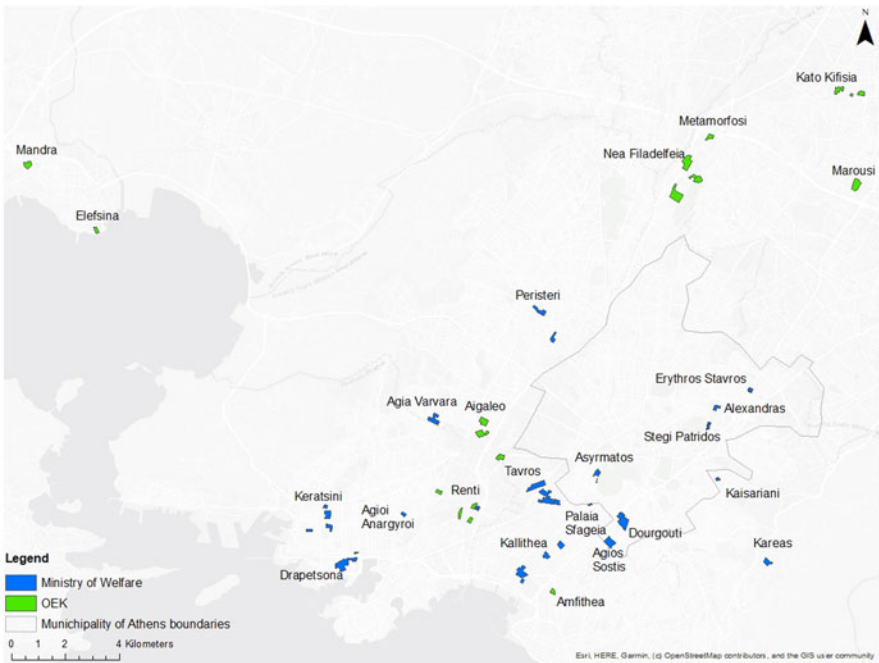 N
Kato Kifisia
Metamorfosi
Nea Filadelfeia
Mandra
Marousi
Elefsina
Peristeri
Erythros Stavros
Agia Varvara
Aigaleo
Alexandras
Stegi Patridos
Asyrmatos
Tavros
Kaisariani
Keratsini
Agioi
Anargyroi
Renti
Palaia
Sfageia
Dourgouti
Kallithea
Agios
Sostis
Kareas
Drapetsona
Amfithea
Legend
Ministry of Welfare
OEK
Munichipality of Athens boundaries
0 1 2 4 Kilometers
Esri, HERE, Garmin, (c) OpenStreetMap contributors, and the GIS user community